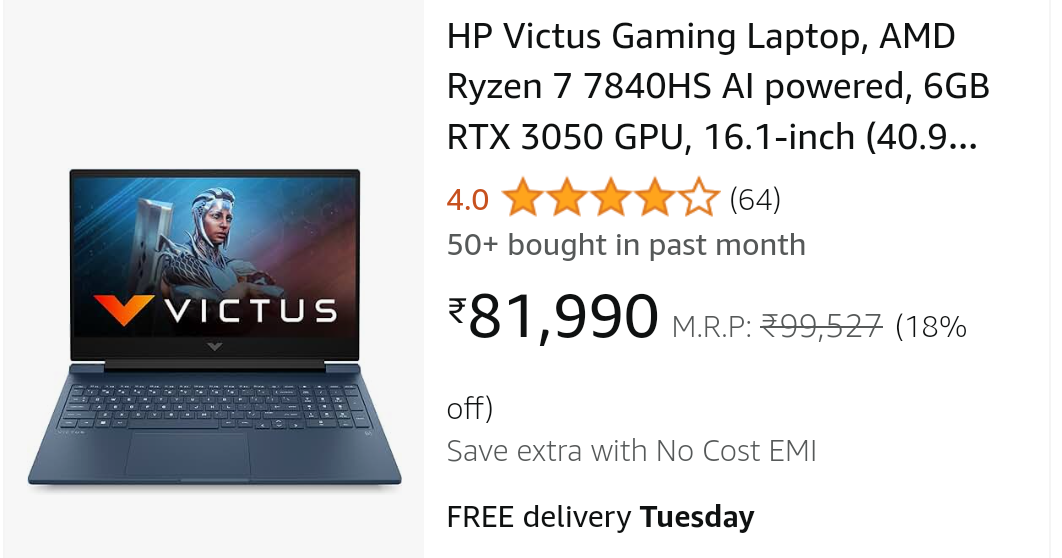 HP Victus Gaming Laptop, AMD
Ryzen 7 7840HS AI powered, 6GB
RTX 3050 GPU, 16.1-inch (40.9...
4.0 (64)
50+ bought in past month
₹81,990 M.R.P: ₹99,527 (18%
off)
Save extra with No Cost EMI
FREE delivery Tuesday
VICTUS